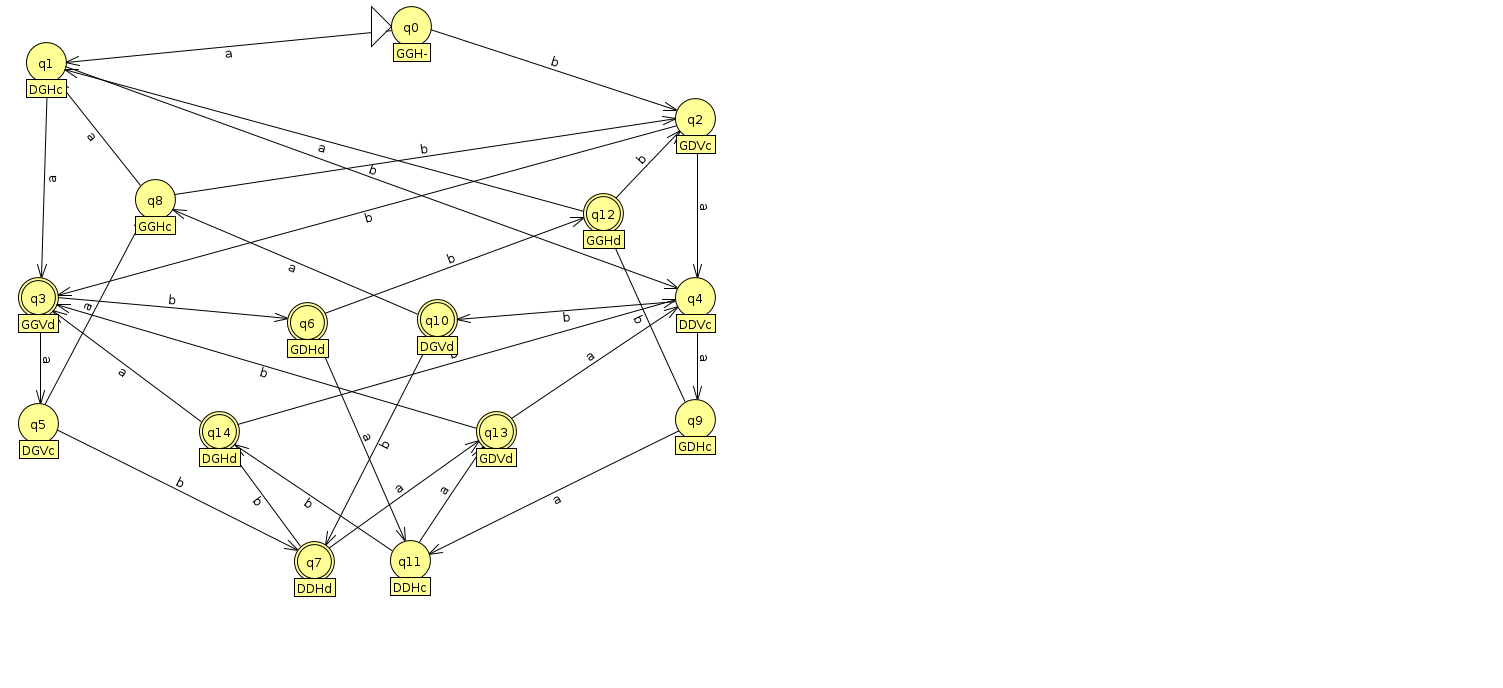 q0
GGH-
a
q1
b
DGHc
q2
GDVc
a
a
b
b
b
a
q8
a
GGHc
b
q12
GGHd
b
a
b
a
q3
GGVd
b
q6
GDHd
a
q10
DGVd
b
b
q4
DDVc
a
b
a
a
a
b
q5
DGVc
q14
DGHd
q13
GDVd
q9
GDHc
a
b
b
b
b
a
a
a
q7
DDHd
q11
DDHc